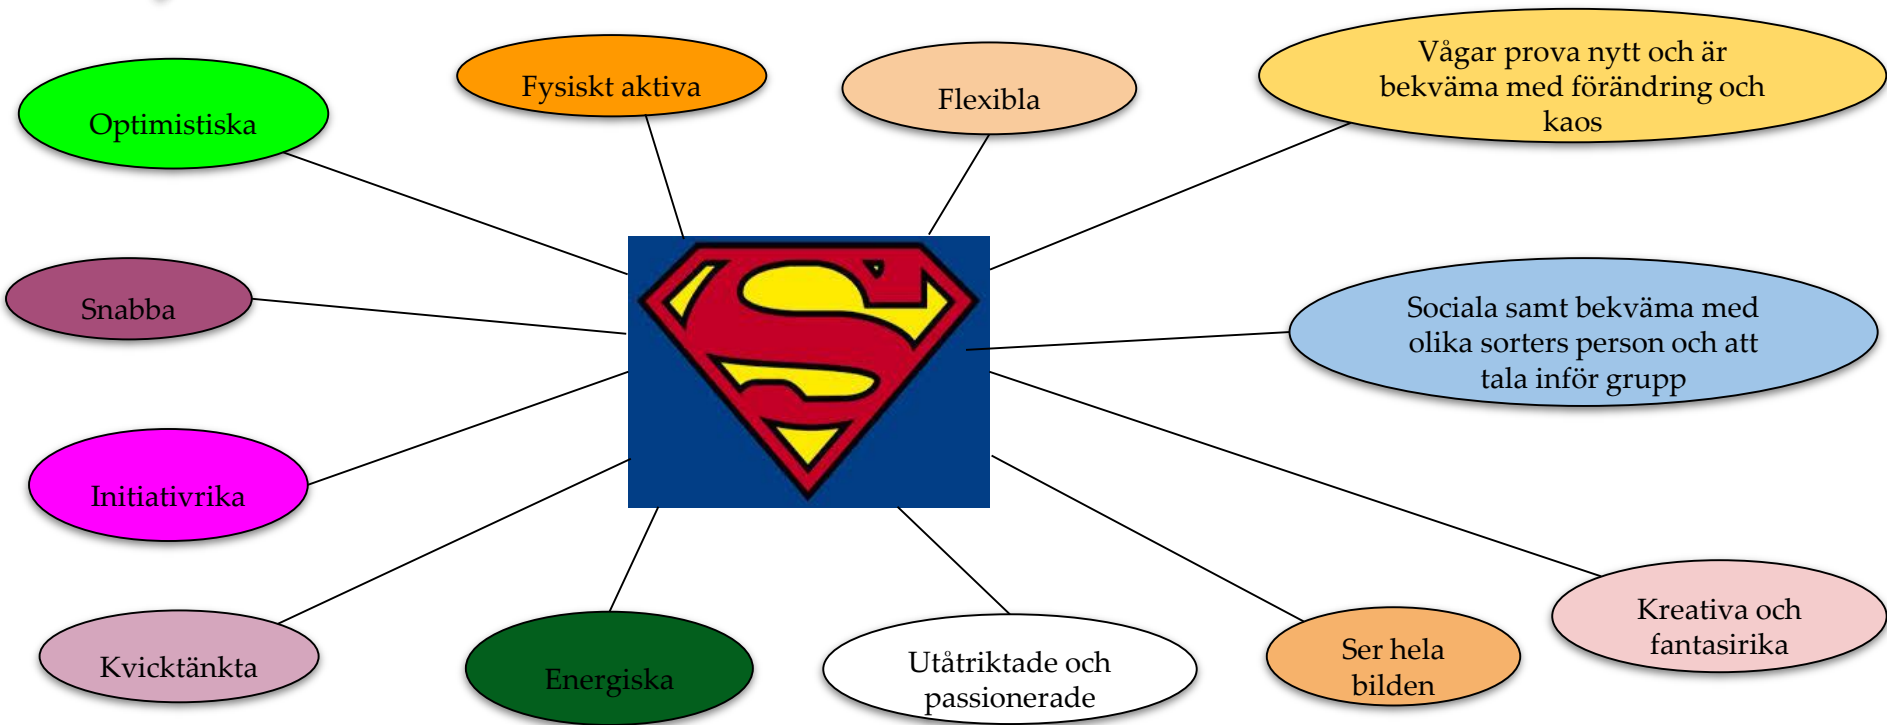 Optimistiska
Fysiskt aktiva
Flexibla
Vågar prova nytt och är
bekväma med förändring och
kaos
Snabba
S
Sociala samt bekväma med
olika sorters person och att
tala inför grupp
Initiativrika
Kvicktänkta
Energiska
Utåtriktade och
passionerade
Ser hela
bilden
Kreativa och
fantasirika